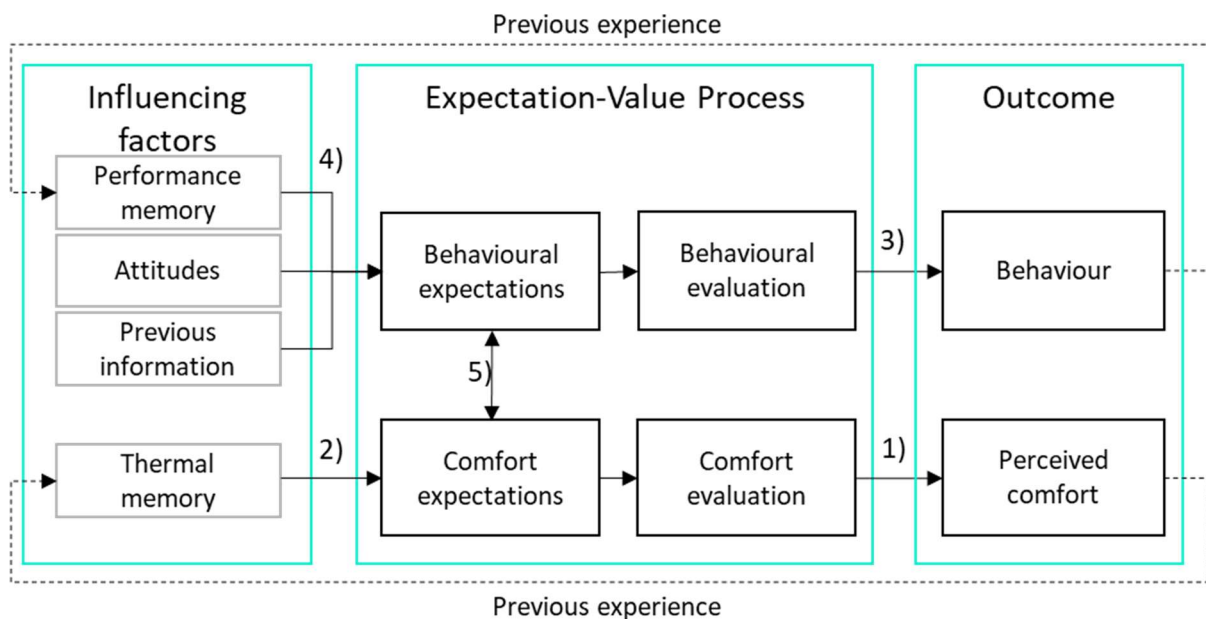 Previous experience
Influencing
factors
Expectation-Value Process
Outcome
4)
Performance
memory
Attitudes
Previous
information
Behavioural
expectations
Behavioural
evaluation
3)
Behaviour
5)
Thermal
memory
2)
Comfort
expectations
Comfort
evaluation
1)
Perceived
comfort
Previous experience